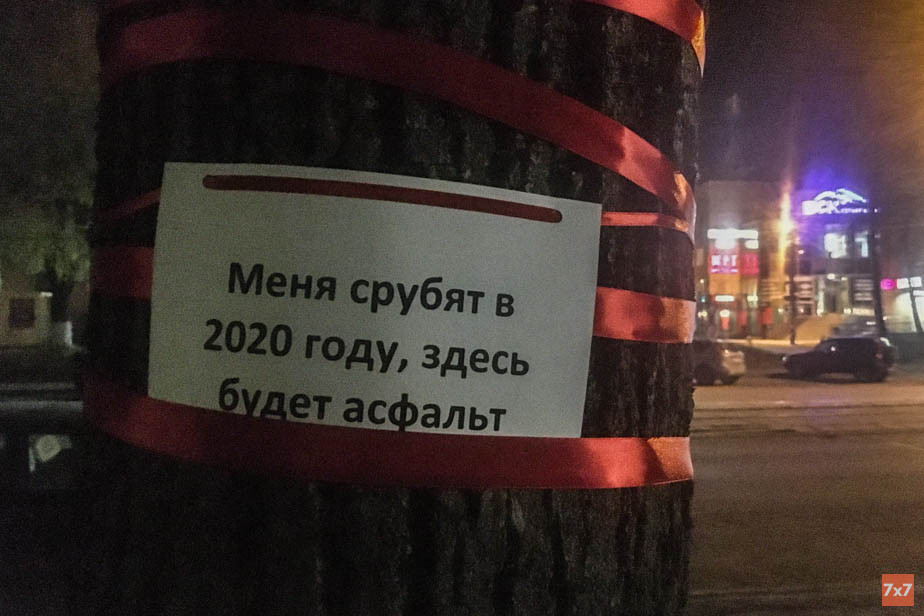 Меня срубят в
2020 году, здесь
будет асфальт
7x7